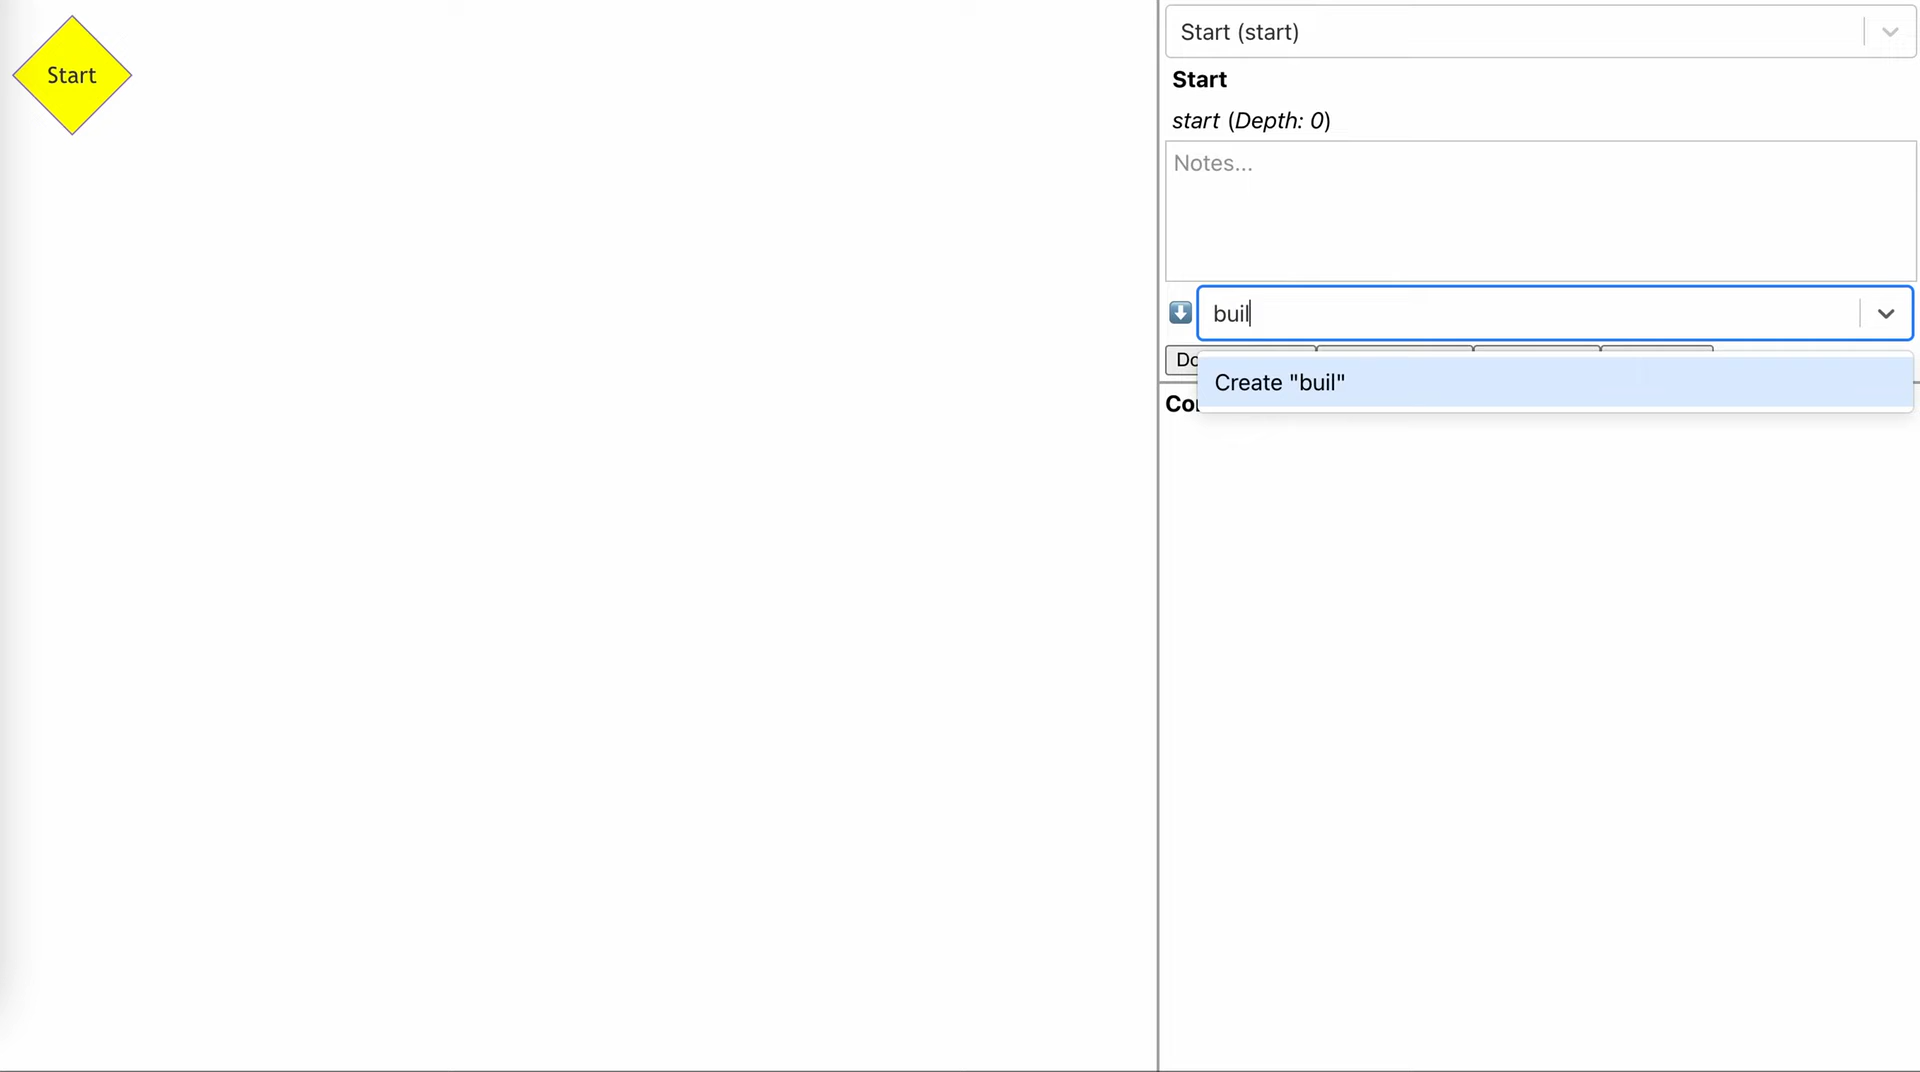 Start
Start (start)
Start
start (Depth: 0)
Notes...
buil
Create "buil"